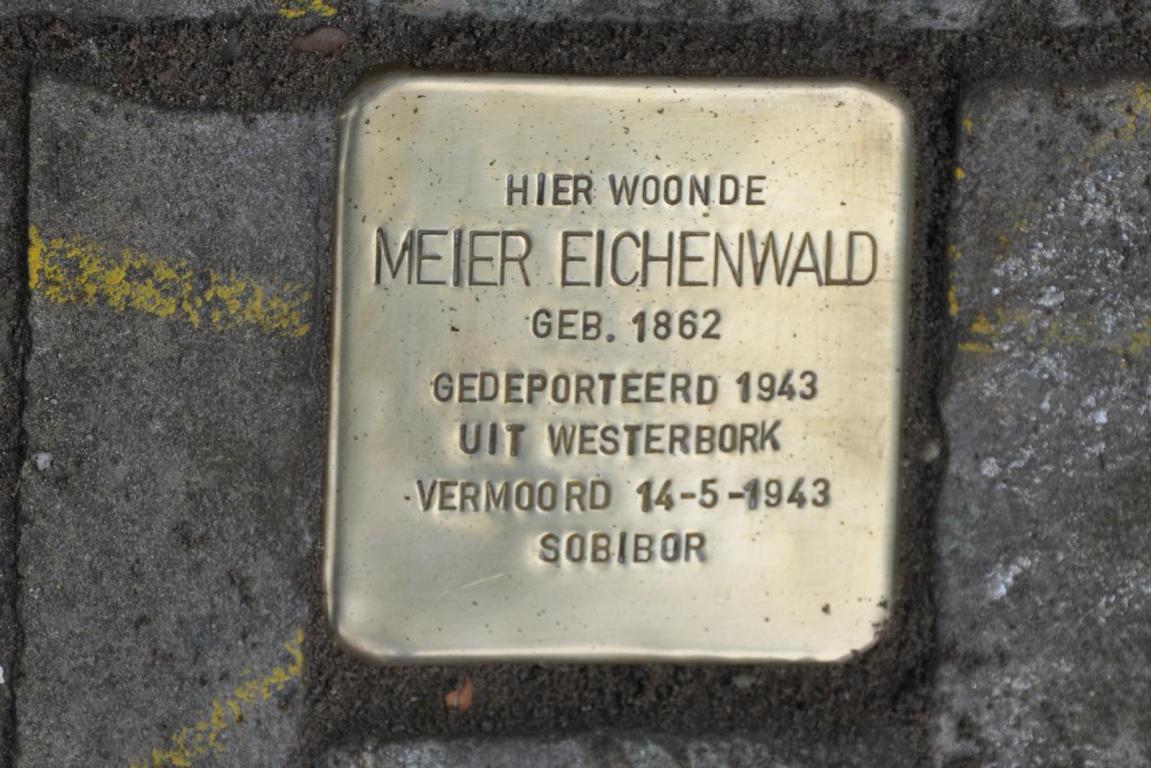 HIER WOONDE
MEIER EICHENWALD
GEB. 1862
GEDEPORTEERD 1943
UIT WESTERBORK
VERMOORD 14-5-1943
SOBIBOR